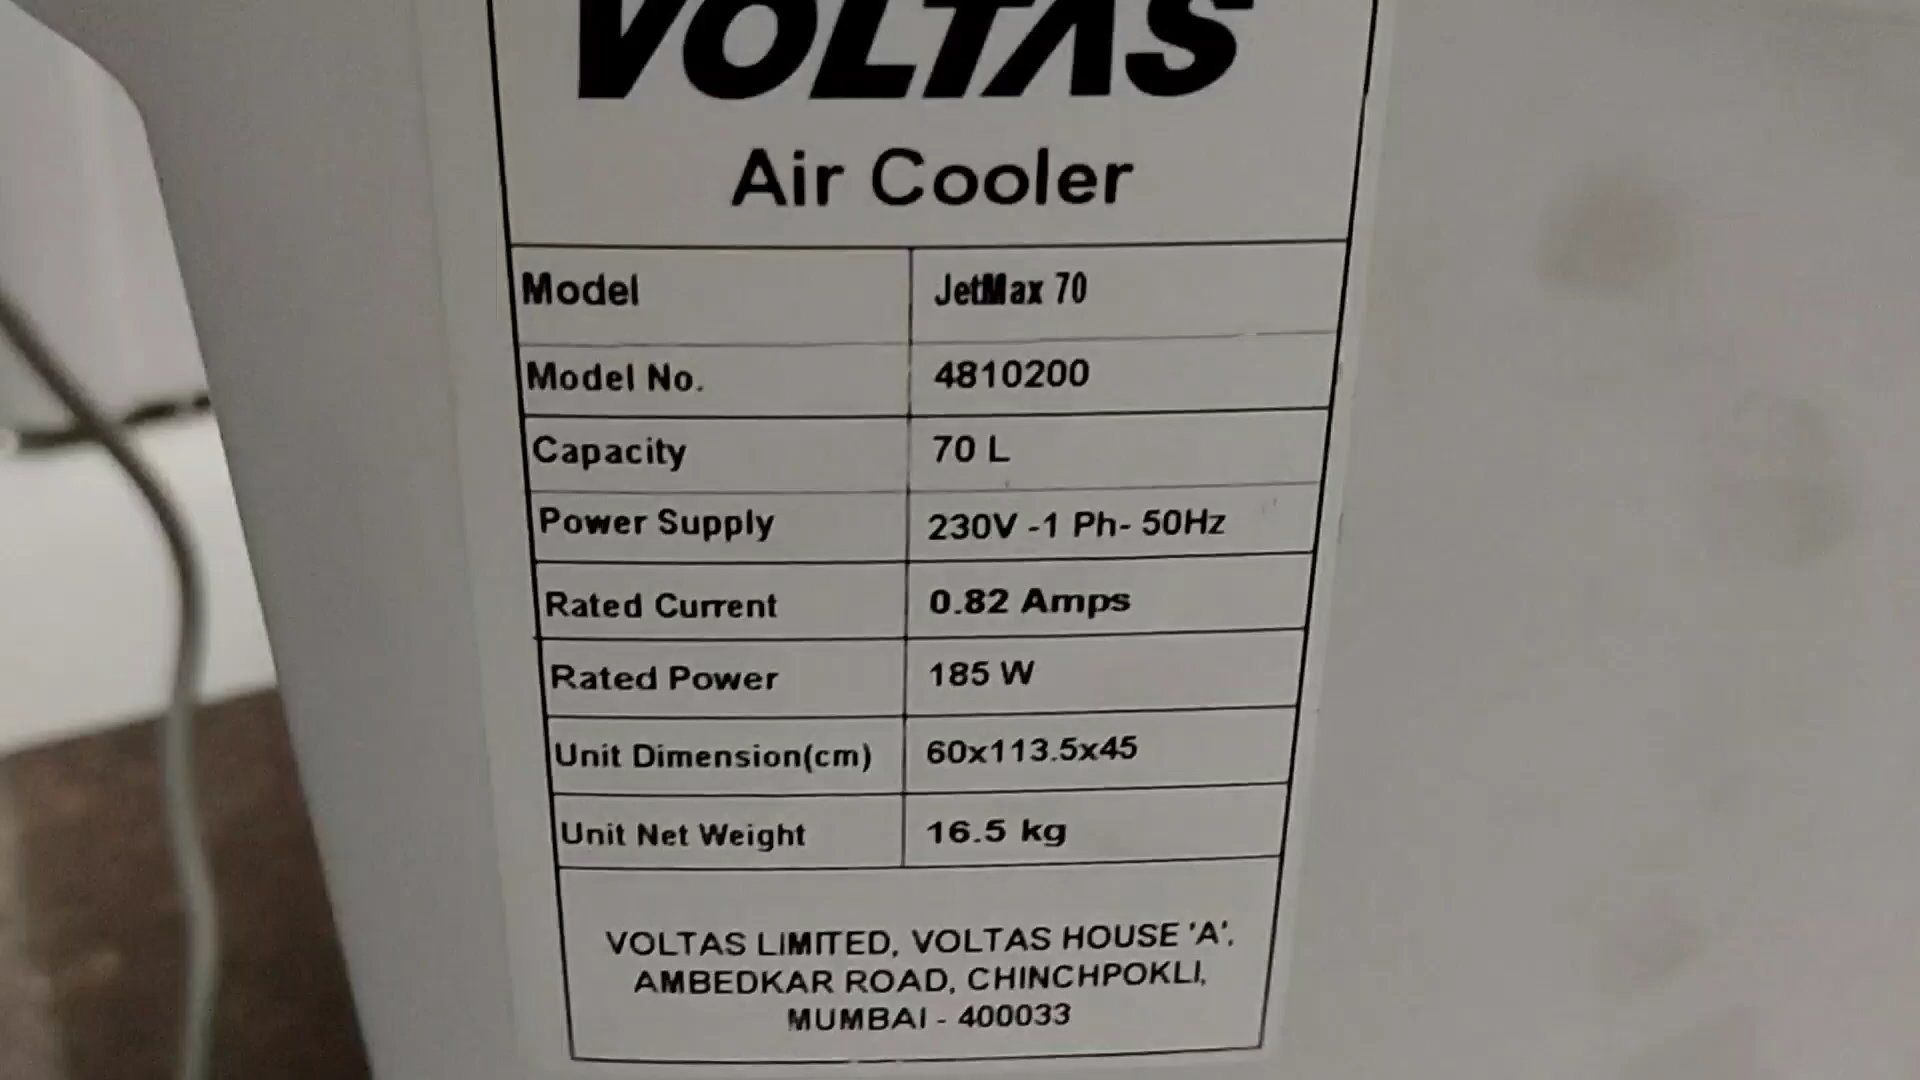 VOLTAS
Air Cooler
Model JetMax 70
Model No. 4810200
Capacity 70 L
Power Supply 230V -1 Ph- 50Hz
Rated Current 0.82 Amps
Rated Power 185 W
Unit Dimension(cm) 60x113.5x45
Unit Net Weight 16.5 kg
VOLTAS LIMITED, VOLTAS HOUSE 'A',
AMBEDKAR ROAD, CHINCHPOKLI,
MUMBAI - 400033